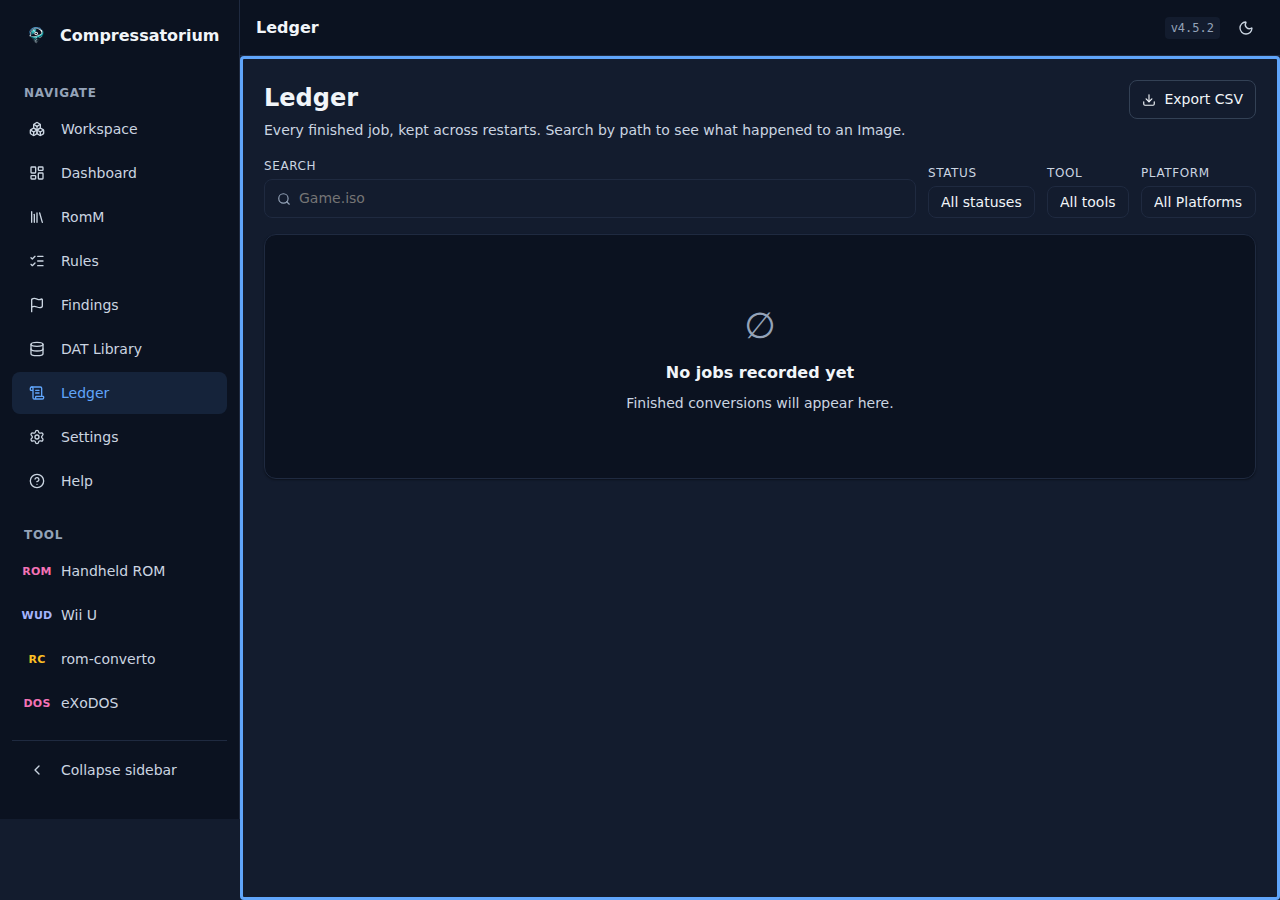 Compressatorium
NAVIGATE
Workspace
Dashboard
RomM
Rules
Findings
DAT Library
Ledger
Settings
Help
TOOL
ROM Handheld ROM
WUD Wii U
RC rom-converto
DOS eXoDOS
Collapse sidebar
Ledger
v4.5.2
Ledger
Export CSV
Every finished job, kept across restarts. Search by path to see what happened to an Image.
SEARCH
Game.iso
STATUS
All statuses
TOOL
All tools
PLATFORM
All Platforms
No jobs recorded yet
Finished conversions will appear here.